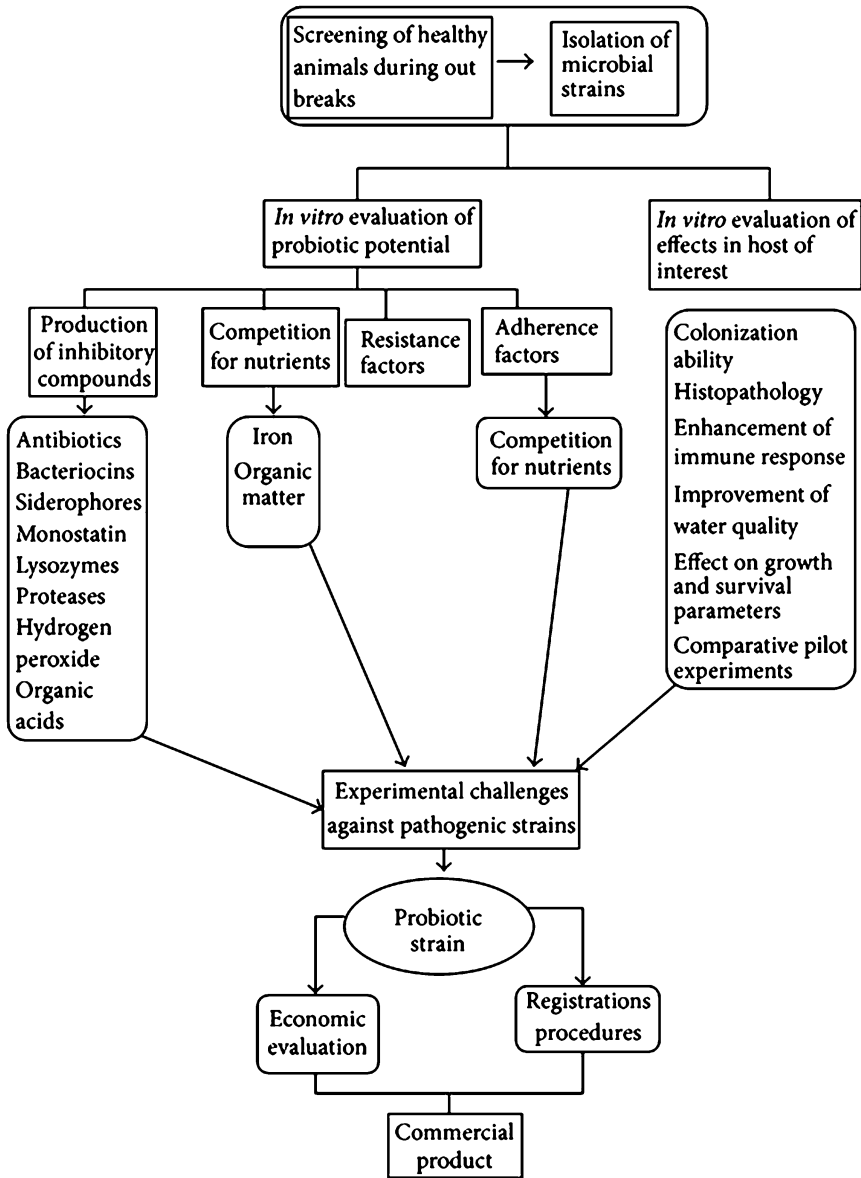 Screening of healthy
animals during out
breaks
Isolation of
microbial
strains
In vitro evaluation of
probiotic potential
In vitro evaluation of
effects in host of
interest
Production
of inhibitory
compounds
Competition
for nutrients
Resistance
factors
Adherence
factors
Antibiotics
Bacteriocins
Siderophores
Monostatin
Lysozymes
Proteases
Hydrogen
peroxide
Organic
acids
Iron
Organic
matter
Competition
for nutrients
Colonization
ability
Histopathology
Enhancement of
immune response
Improvement of
water quality
Effect on growth
and survival
parameters
Comparative pilot
experiments
Experimental challenges
against pathogenic strains
Probiotic
strain
Economic
evaluation
Registrations
procedures
Commercial
product